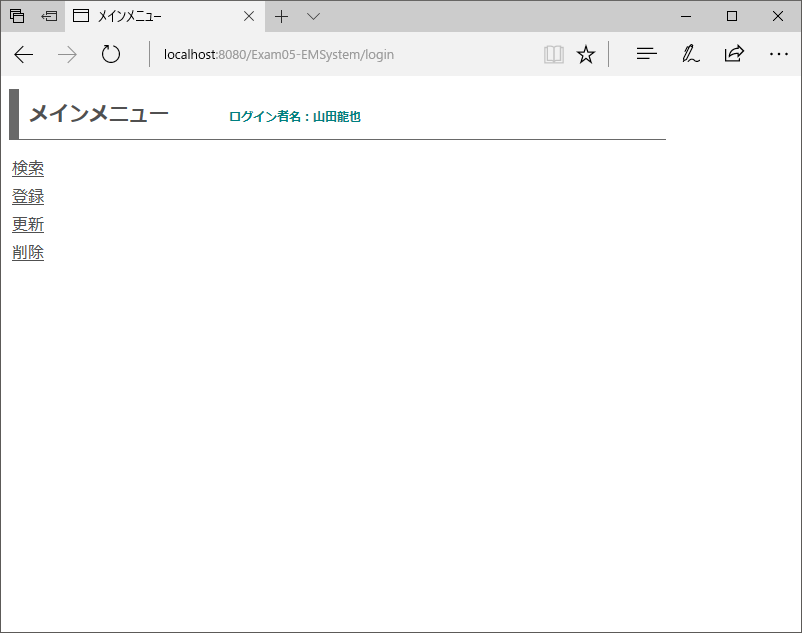 メインメニュー
localhost:8080/Exam05-EMSystem/login
メインメニュー ログイン者名：山田龍也
検索
登録
更新
削除